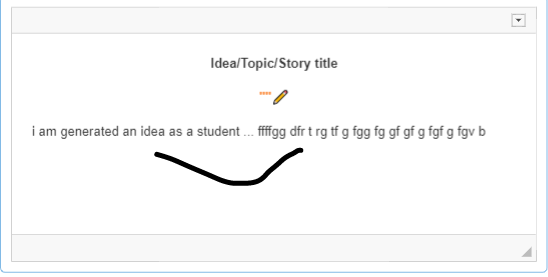 Idea/Topic/Story title
i am generated an idea as a student ... ffffgg dfr t rg tf g fgg fg gf gf g fgf g fgv b